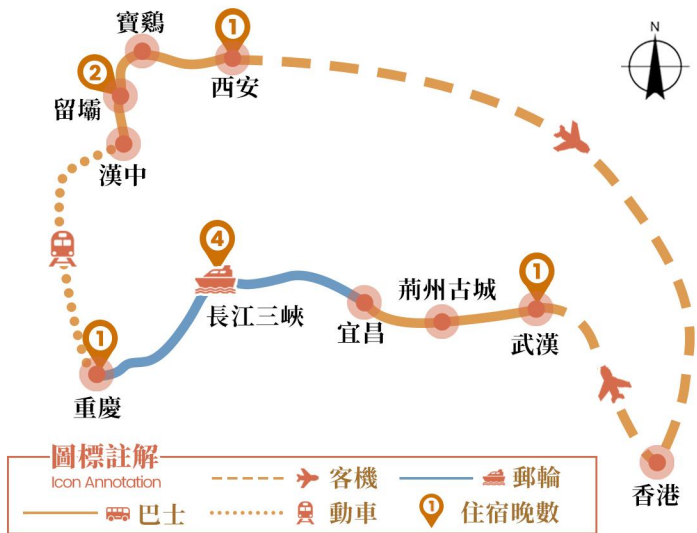 N
寶鷄
1
西安
2
留壩
漢中
4
長江三峽
荊州古城
1
宜昌
武漢
1
重慶
香港
圖標註解
Icon Annotation
客機
郵輪
巴士
動車
1
住宿晚數